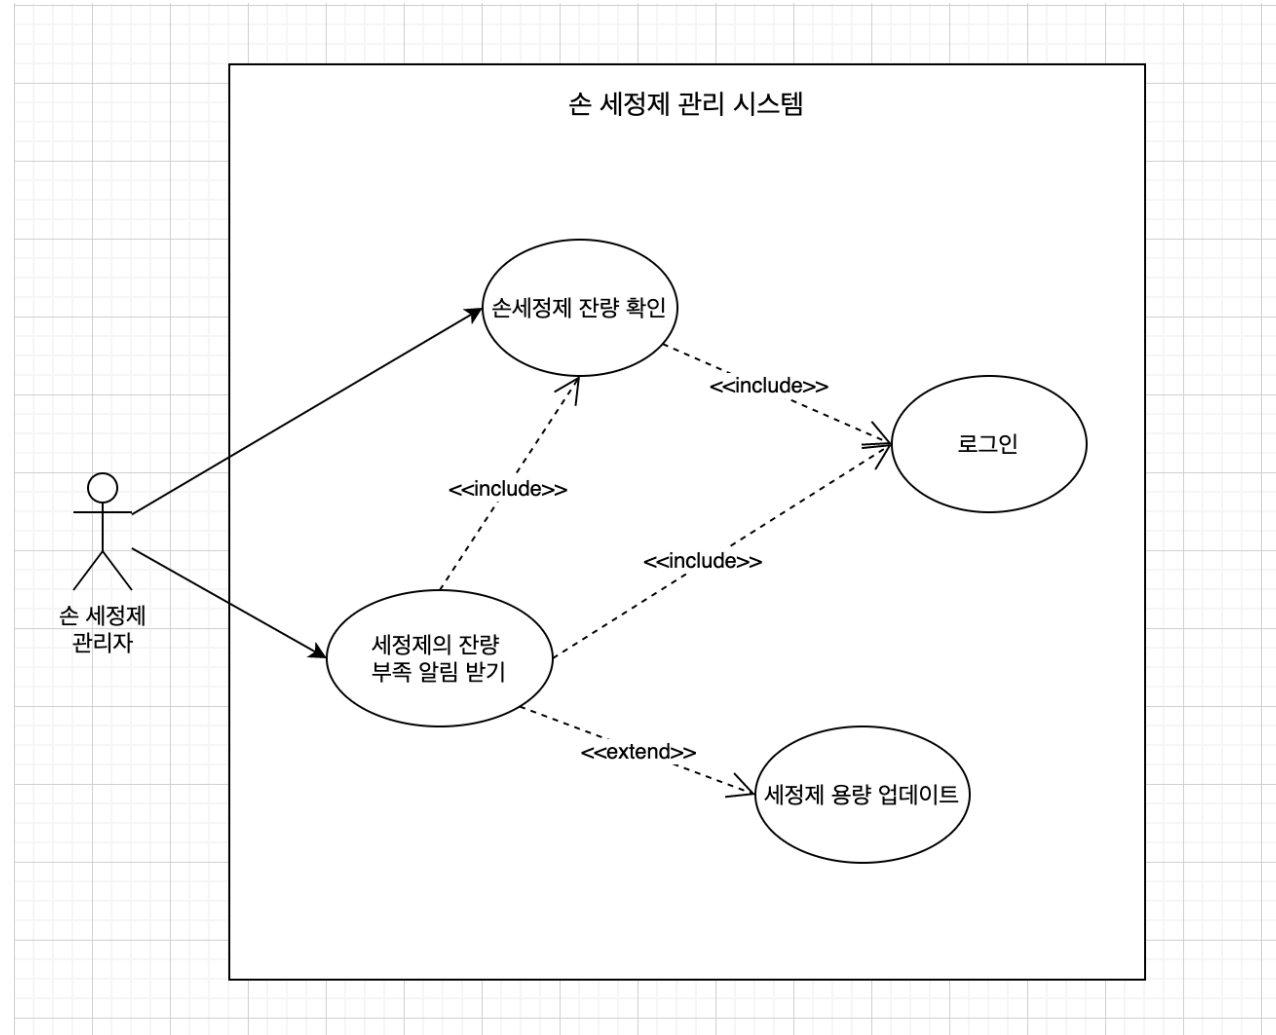 손 세정제 관리 시스템
손세정제 잔량 확인
<<include>>
로그인
<<include>>
<<include>>
손 세정제
관리자
세정제의 잔량
부족 알림 받기
<<extend>>
세정제 용량 업데이트